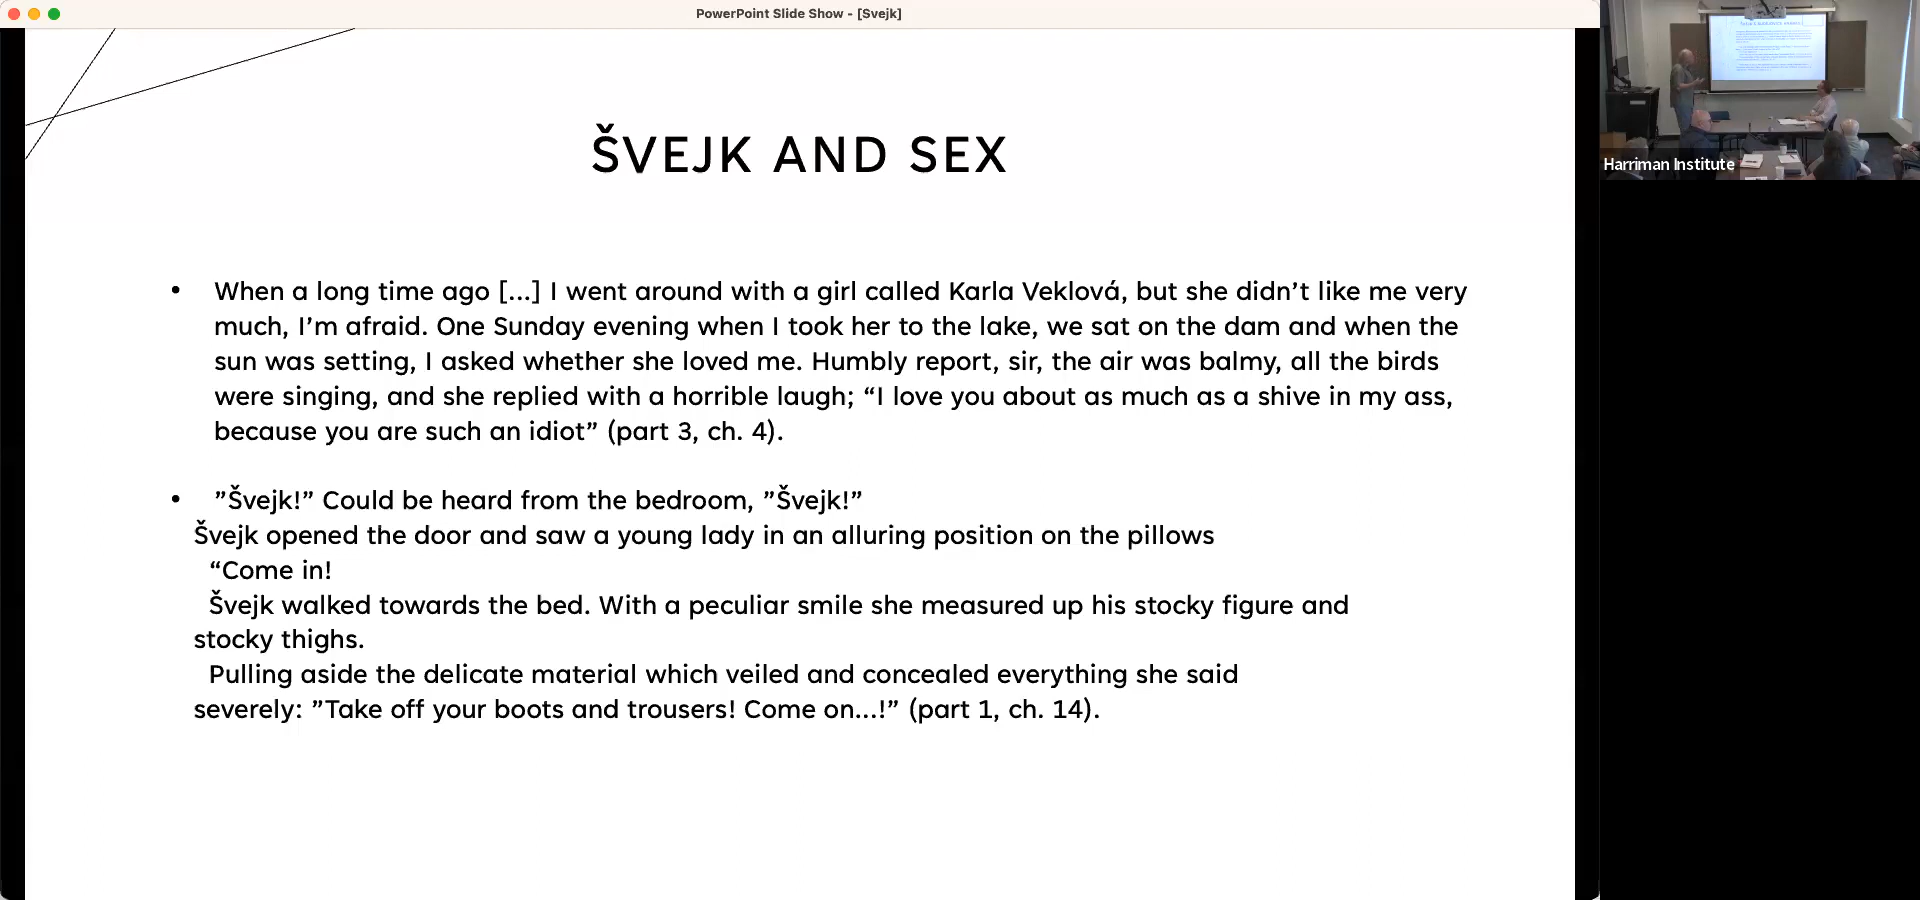 PowerPoint Slide Show - [Svejk]
ŠVEJK AND SEX
• When a long time ago [...] I went around with a girl called Karla Veklová, but she didn’t like me very
much, I’m afraid. One Sunday evening when I took her to the lake, we sat on the dam and when the
sun was setting, I asked whether she loved me. Humbly report, sir, the air was balmy, all the birds
were singing, and she replied with a horrible laugh; “I love you about as much as a shive in my ass,
because you are such an idiot” (part 3, ch. 4).
• ”Švejk!” Could be heard from the bedroom, ”Švejk!”
Švejk opened the door and saw a young lady in an alluring position on the pillows
“Come in!
Švejk walked towards the bed. With a peculiar smile she measured up his stocky figure and
stocky thighs.
Pulling aside the delicate material which veiled and concealed everything she said
severely: ”Take off your boots and trousers! Come on...!” (part 1, ch. 14).
Harriman Institute